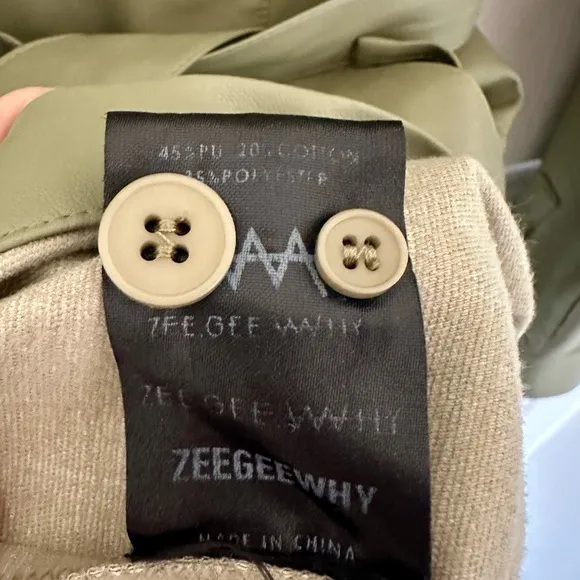 45%PU 20%COTTON
35%POLYESTER
ZEE.GEE.WHY
ZEE.GEE.WHY
ZEEGEEWHY
MADE IN CHINA